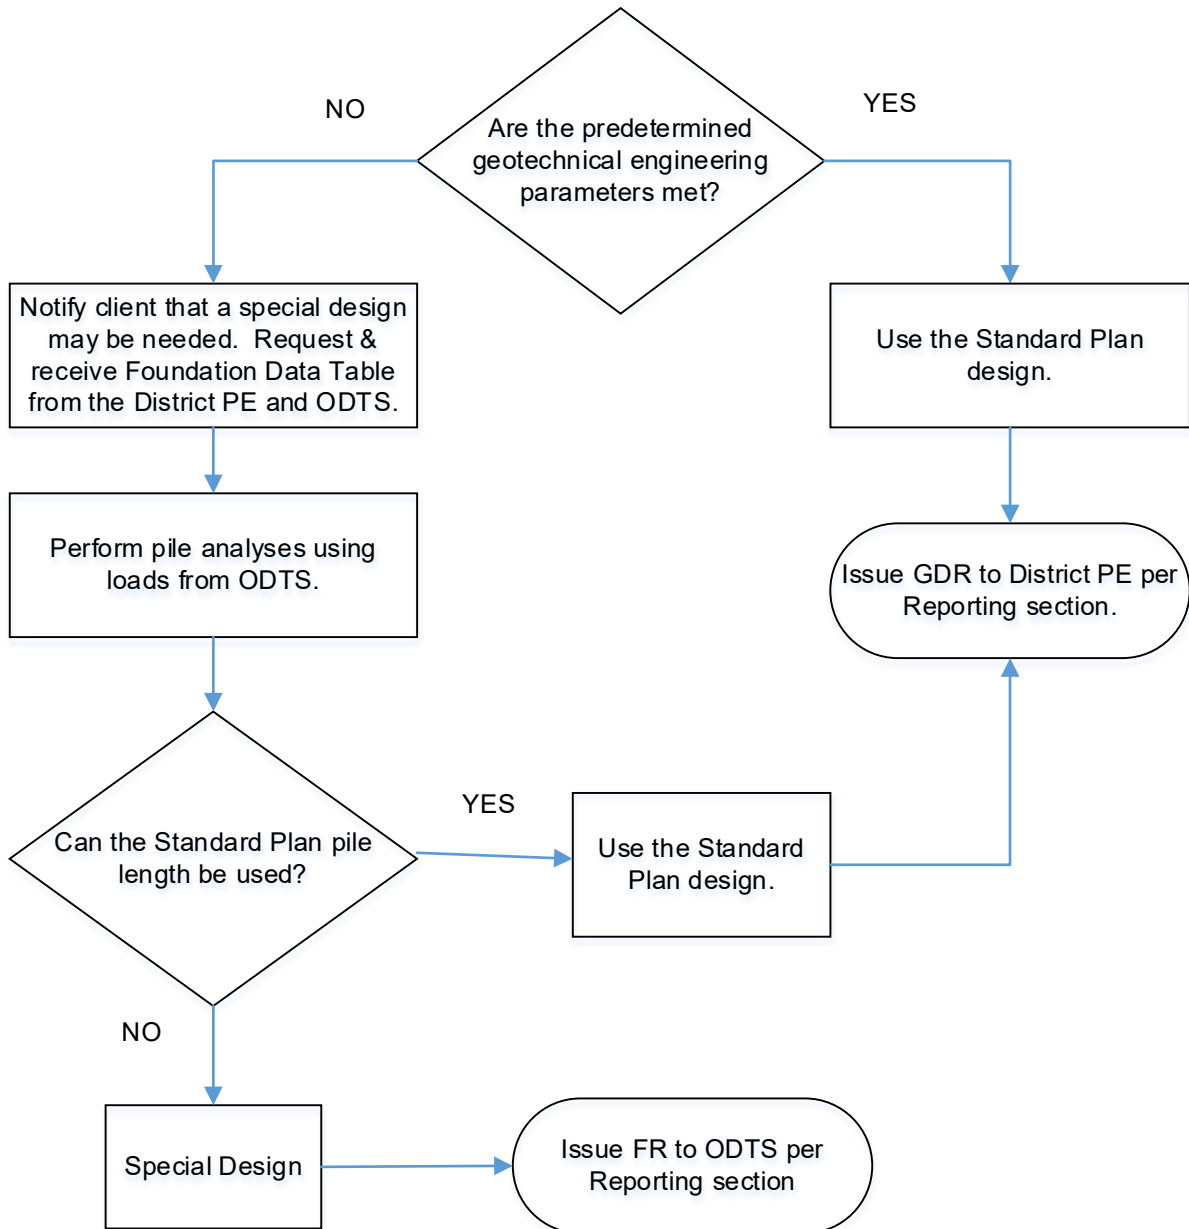 NO
YES
Are the predetermined
geotechnical engineering
parameters met?
Notify client that a special design
may be needed.  Request &
receive Foundation Data Table
from the District PE and ODTS.
Use the Standard Plan
design.
Perform pile analyses using
loads from ODTS.
Issue GDR to District PE per
Reporting section.
Can the Standard Plan pile
length be used?
YES
Use the Standard
Plan design.
NO
Special Design
Issue FR to ODTS per
Reporting section